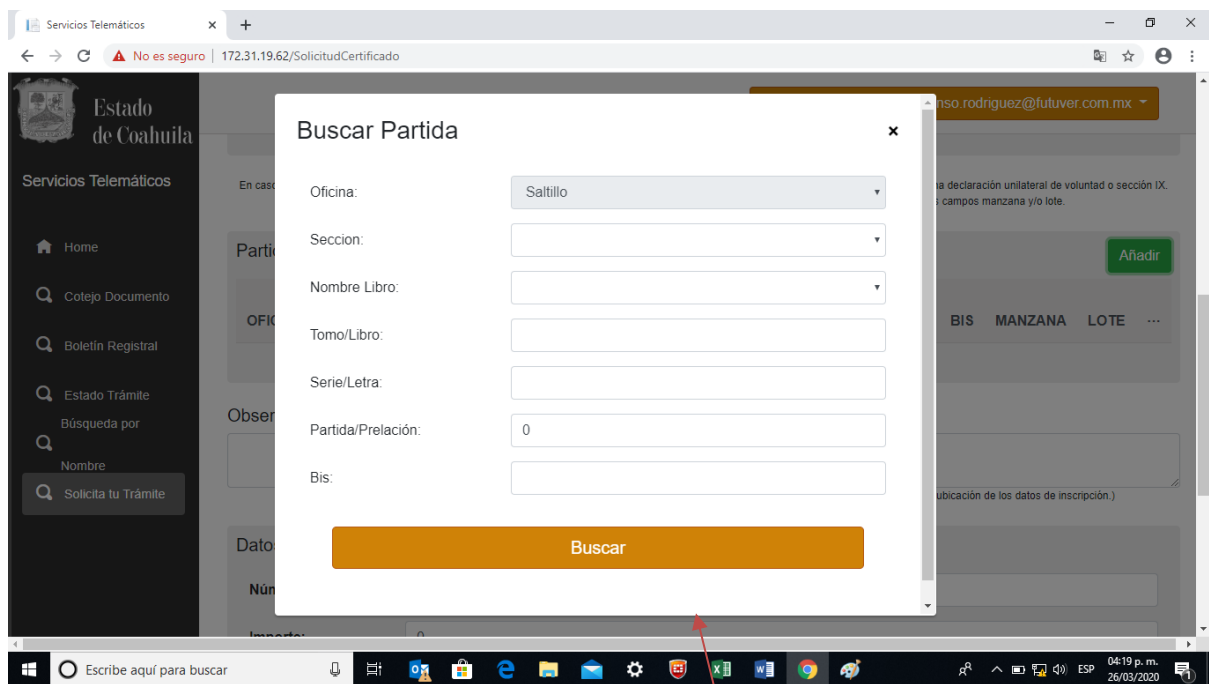 Servicios Telemáticos
No es seguro | 172.31.19.62/SolicitudCertificado
Estado
de Coahuila
nso.rodriguez@futuver.com.mx
Servicios Telemáticos
Home
Cotejo Documento
Boletín Registral
Estado Trámite
Búsqueda por
Nombre
Solicita tu Trámite
Buscar Partida
Oficina: Saltillo
Seccion:
Nombre Libro:
Tomo/Libro:
Serie/Letra:
Partida/Prelación: 0
Bis:
Buscar
En caso
a declaración unilateral de voluntad o sección IX.
campos manzana y/o lote.
Parti
Añadir
OFIC
BIS MANZANA LOTE ...
Obser
ubicación de los datos de inscripción.)
Dato
Núm
Importe: 0
Escribe aquí para buscar
ESP
04:19 p. m.
26/03/2020